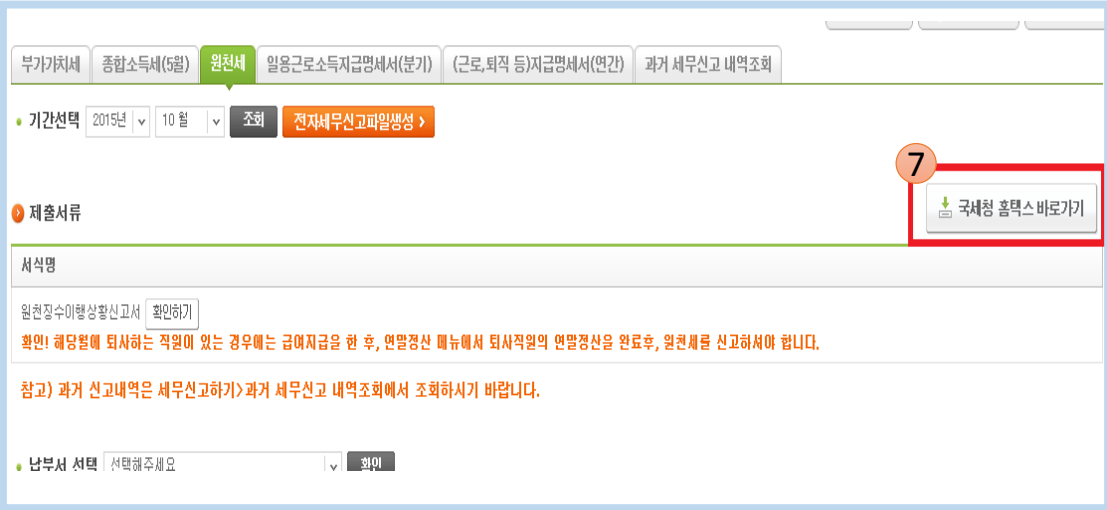 부가가치세 종합소득세(5월) 원천세 일용근로소득지급명세서(분기) (근로,퇴직 등)지급명세서(연간) 과거 세무신고 내역조회
기간선택 2015년 10 월 조회 전자세무신고파일생성 >
7
제출서류 국세청 홈택스 바로가기
서식명
원천징수이행상황신고서 확인하기
확인! 해당월에 퇴사하는 직원이 있는 경우에는 급여지급을 한 후, 연말정산 메뉴에서 퇴사직원의 연말정산을 완료후, 원천세를 신고하셔야 합니다.
참고) 과거 신고내역은 세무신고하기>과거 세무신고 내역조회에서 조회하시기 바랍니다.
납부서 선택 선택해주세요 확인